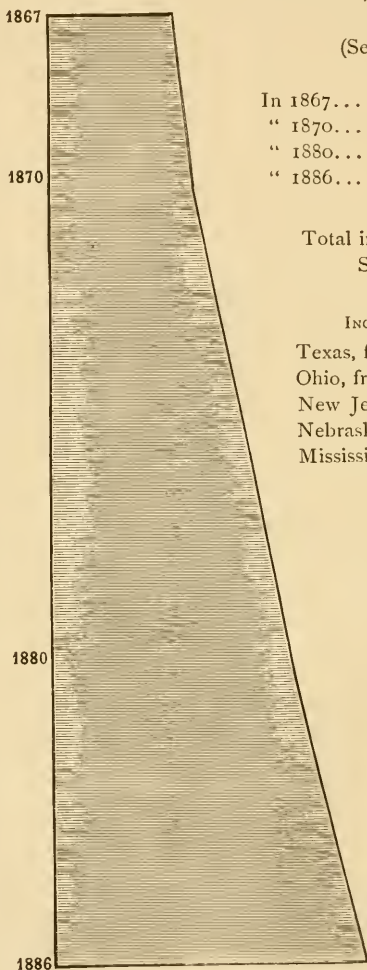 1867
(Se
In 1867...
“ 1870....
1870
“ 1880....
“ 1886....
Total i
S
INC
Texas, f
Ohio, fr
New Je
Nebrask
Mississi
1880
1886